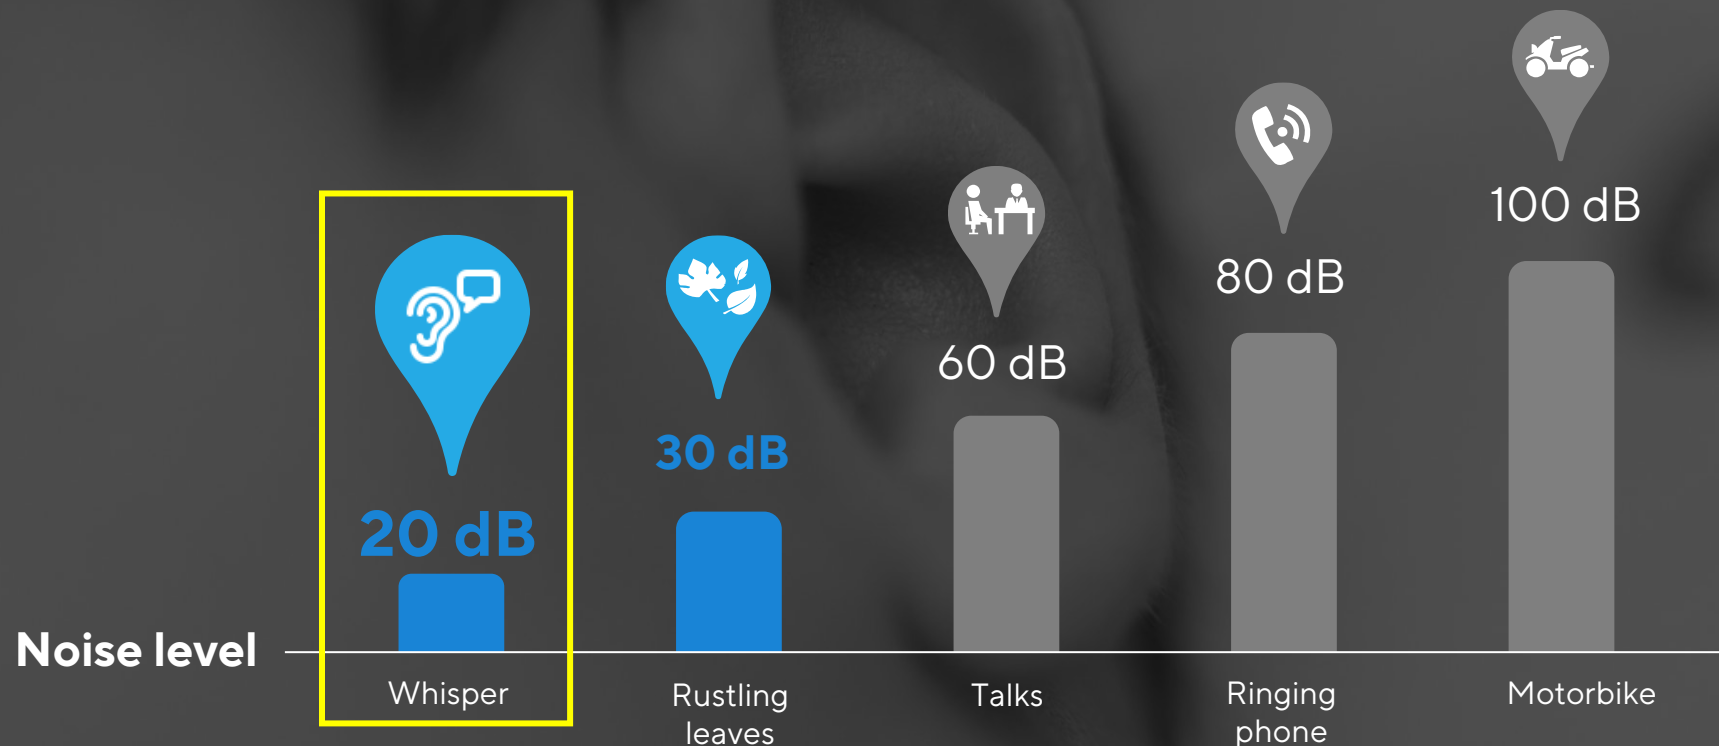 100 dB
80 dB
60 dB
30 dB
20 dB
Noise level
Whisper
Rustling
leaves
Talks
Ringing
phone
Motorbike